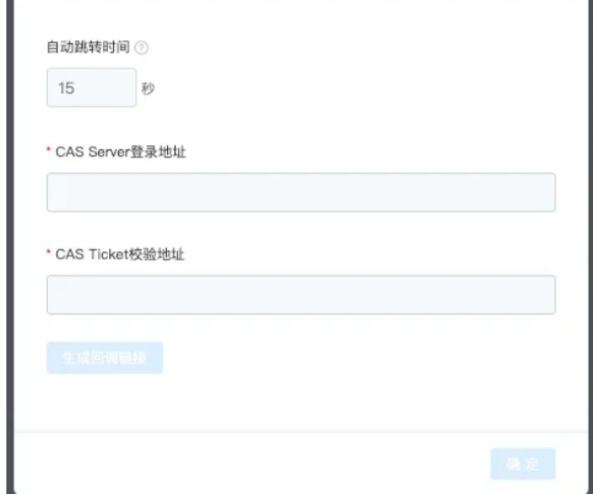 自动跳转时间 ?
15 秒
* CAS Server登录地址
* CAS Ticket校验地址
生成回调链接
确 定